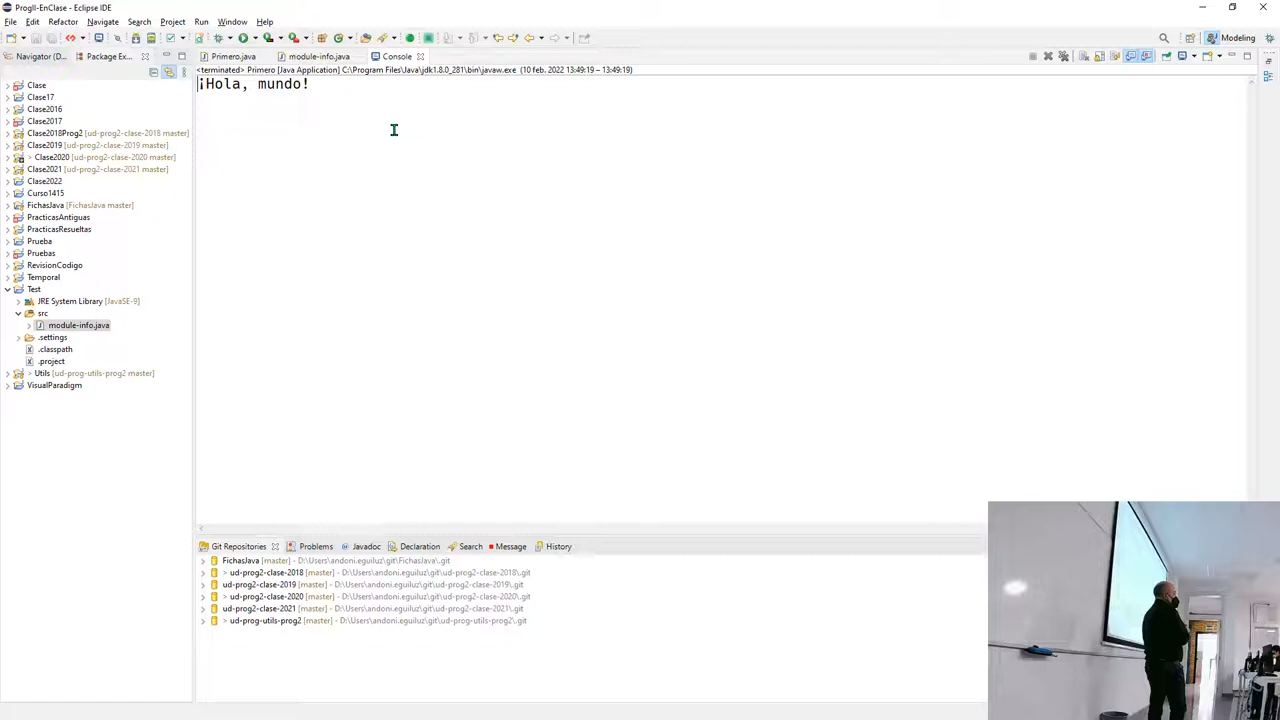 ProgII-EnClase - Eclipse IDE
File Edit Refactor Navigate Search Project Run Window Help
Modeling
Navigator (D... Package Ex...
Primero.java module-info.java Console
<terminated> Primero [Java Application] C:\Program Files\Java\jdk1.8.0_281\bin\javaw.exe (10 feb. 2022 13:49:19 – 13:49:19)
¡Hola, mundo!
Clase
Clase17
Clase2016
Clase2017
Clase2018Prog2 [ud-prog2-clase-2018 master]
Clase2019 [ud-prog2-clase-2019 master]
> Clase2020 [ud-prog2-clase-2020 master]
Clase2021 [ud-prog2-clase-2021 master]
Clase2022
Curso1415
FichasJava [FichasJava master]
PracticasAntiguas
PracticasResueltas
Prueba
Pruebas
RevisionCodigo
Temporal
Test
JRE System Library [JavaSE-9]
src
module-info.java
.settings
.classpath
.project
> Utils [ud-prog-utils-prog2 master]
VisualParadigm
Git Repositories Problems Javadoc Declaration Search Message History
FichasJava [master] - D:\Users\andoni.eguiluz\git\FichasJava\.git
> ud-prog2-clase-2018 [master] - D:\Users\andoni.eguiluz\git\ud-prog2-clase-2018\.git
ud-prog2-clase-2019 [master] - D:\Users\andoni.eguiluz\git\ud-prog2-clase-2019\.git
> ud-prog2-clase-2020 [master] - D:\Users\andoni.eguiluz\git\ud-prog2-clase-2020\.git
ud-prog2-clase-2021 [master] - D:\Users\andoni.eguiluz\git\ud-prog2-clase-2021\.git
> ud-prog-utils-prog2 [master] - D:\Users\andoni.eguiluz\git\ud-prog-utils-prog2\.git